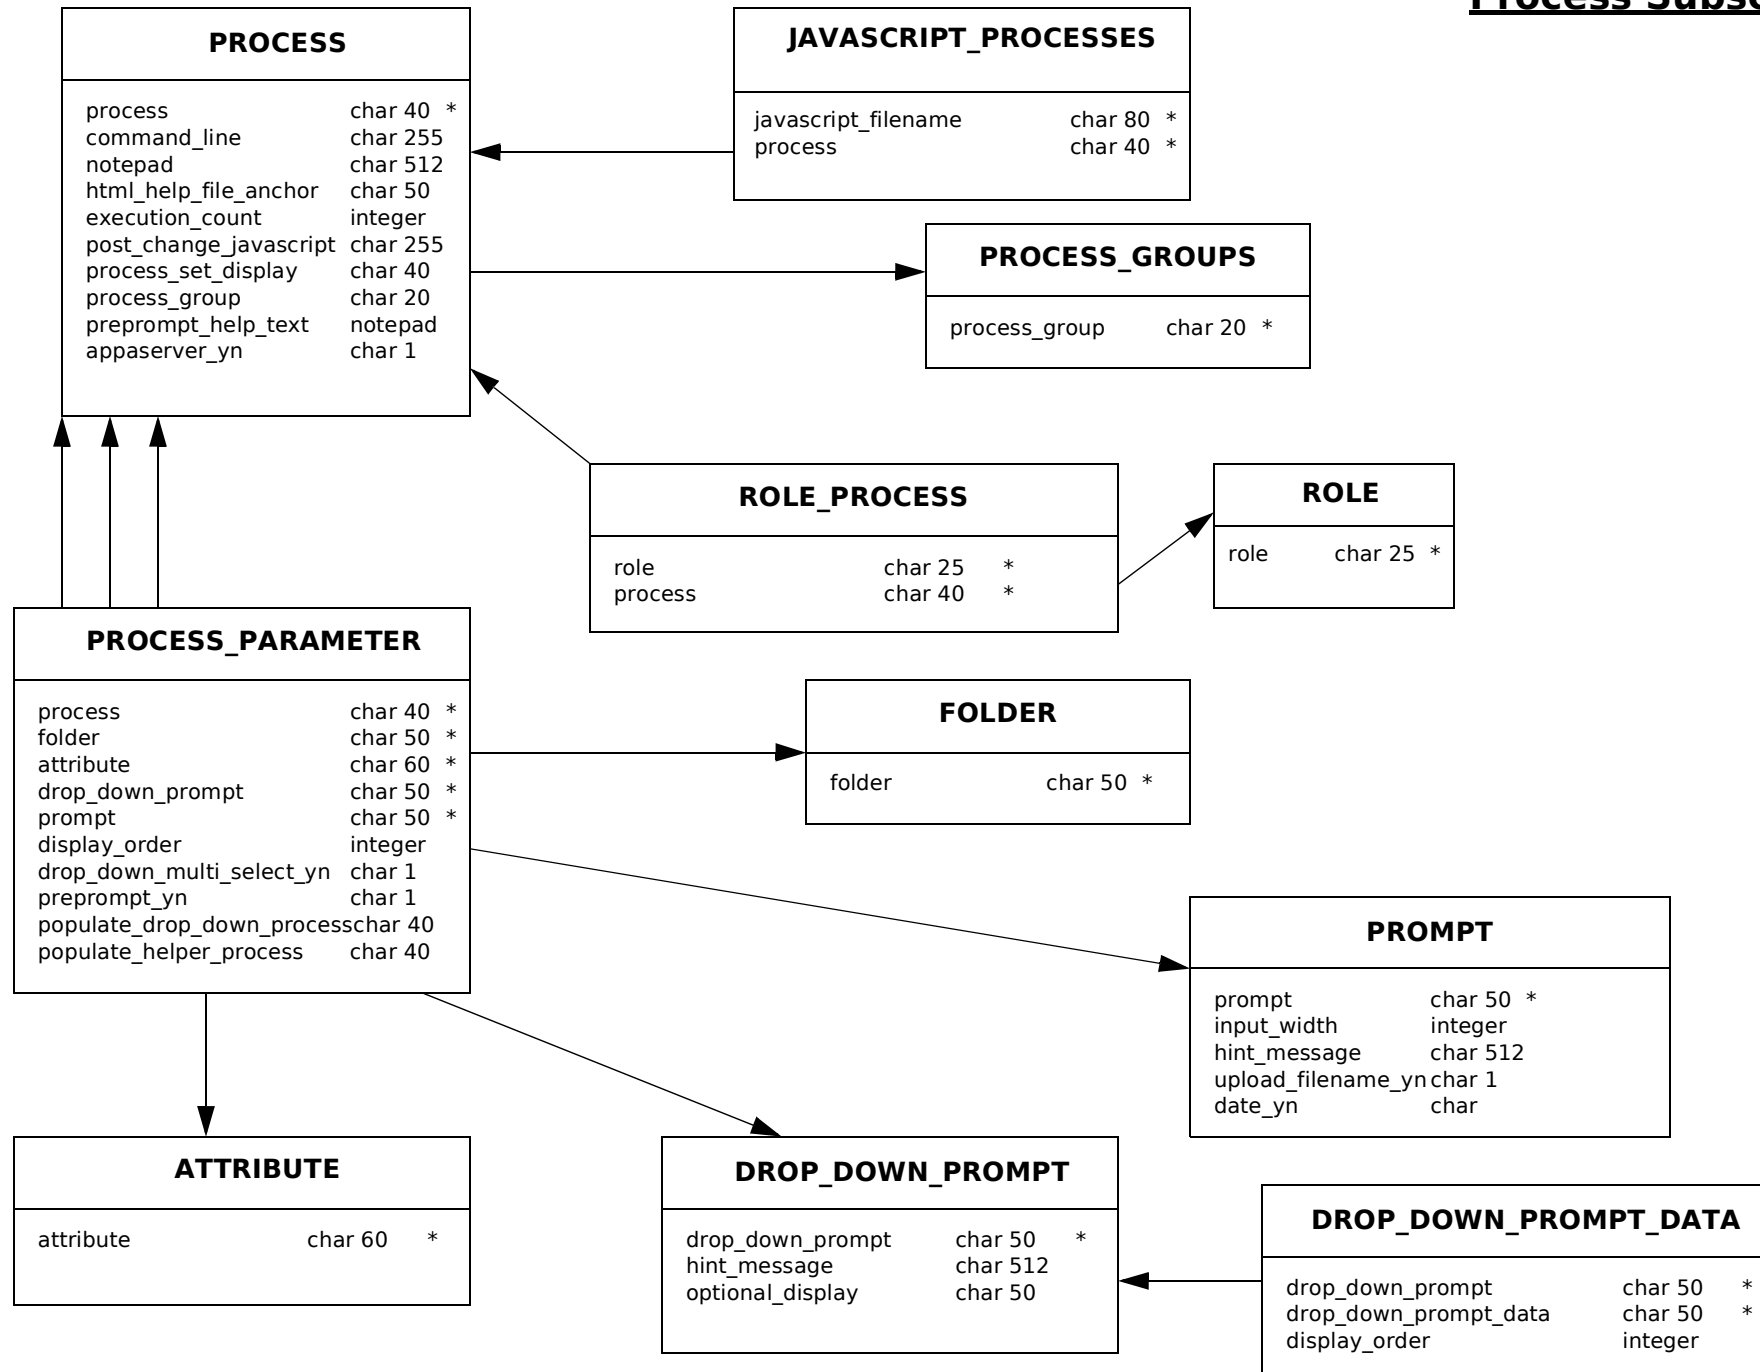 Process
PROCESS
process char 40 *
command_line char 255
notepad char 512
html_help_file_anchor char 50
execution_count integer
post_change_javascript char 255
process_set_display char 40
process_group char 20
preprompt_help_text notepad
appaserver_yn char 1
JAVASCRIPT_PROCESSES
javascript_filename char 80 *
process char 40 *
PROCESS_GROUPS
process_group char 20 *
ROLE_PROCESS
role char 25 *
process char 40 *
ROLE
role char 25 *
PROCESS_PARAMETER
process char 40 *
folder char 50 *
attribute char 60 *
drop_down_prompt char 50 *
prompt char 50 *
display_order integer
drop_down_multi_select_yn char 1
preprompt_yn char 1
populate_drop_down_processchar 40
populate_helper_process char 40
FOLDER
folder char 50 *
PROMPT
prompt char 50 *
input_width integer
hint_message char 512
upload_filename_yn char 1
date_yn char
ATTRIBUTE
attribute char 60 *
DROP_DOWN_PROMPT
drop_down_prompt char 50 *
hint_message char 512
optional_display char 50
DROP_DOWN_PROMPT_DATA
drop_down_prompt char 50 *
drop_down_prompt_data char 50 *
display_order integer